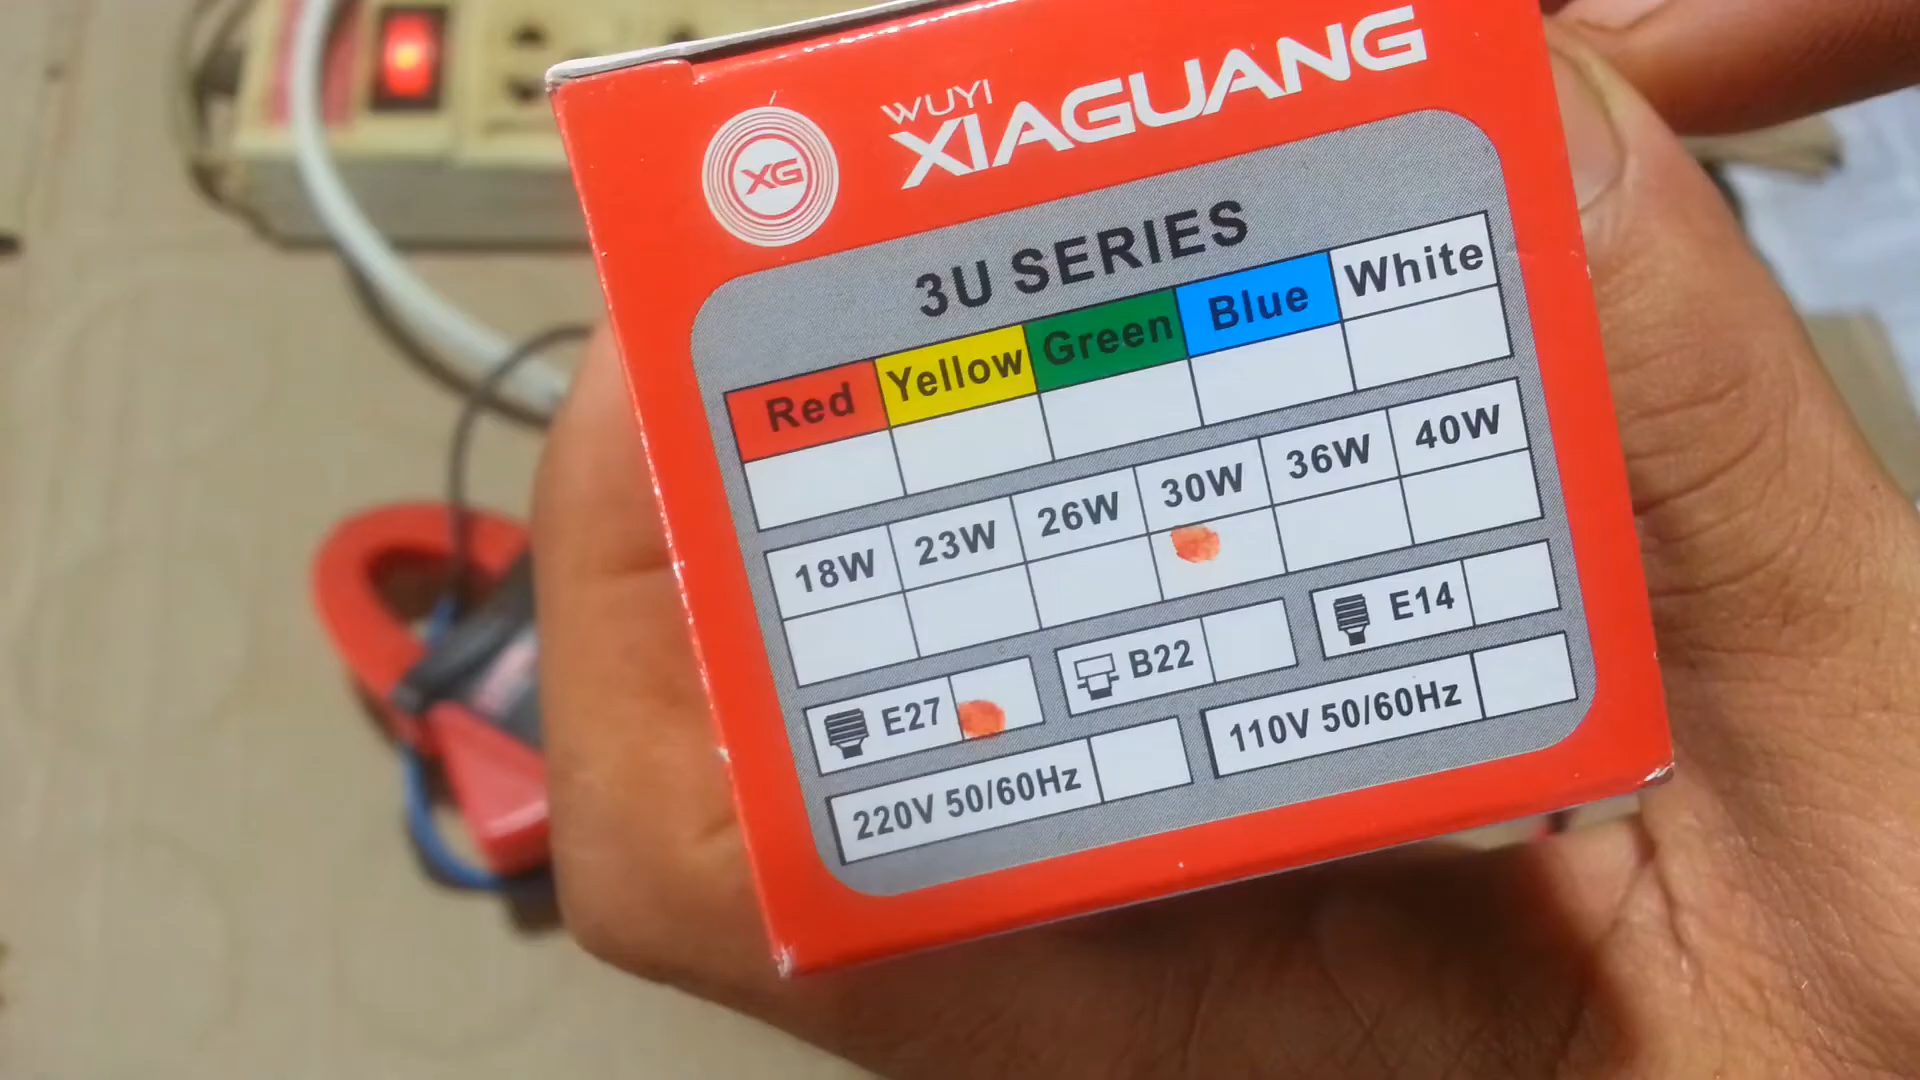 XG
WUYI
XIAGUANG
3U SERIES
Red Yellow Green Blue White
18W 23W 26W 30W 36W 40W
E27 B22 E14
220V 50/60Hz 110V 50/60Hz